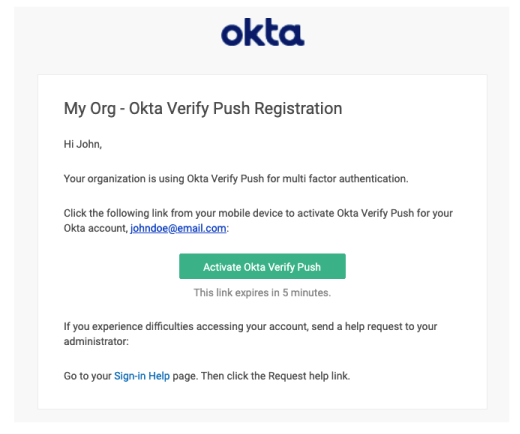 okta
My Org - Okta Verify Push Registration
Hi John,
Your organization is using Okta Verify Push for multi factor authentication.
Click the following link from your mobile device to activate Okta Verify Push for your
Okta account, johndoe@email.com:
Activate Okta Verify Push
This link expires in 5 minutes.
If you experience difficulties accessing your account, send a help request to your
administrator:
Go to your Sign-in Help page. Then click the Request help link.